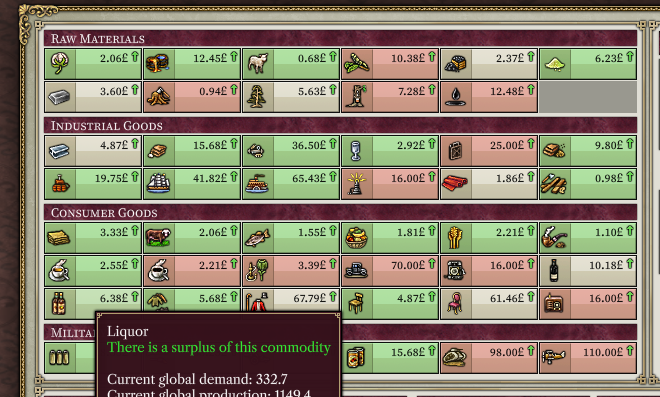 RAW MATERIALS
2.06£ 12.45£ 0.68£ 10.38£ 2.37£ 6.23£
3.60£ 0.94£ 5.63£ 7.28£ 12.48£
INDUSTRIAL GOODS
4.87£ 15.68£ 36.50£ 2.92£ 25.00£ 9.80£
19.75£ 41.82£ 65.43£ 16.00£ 1.86£ 0.98£
CONSUMER GOODS
3.33£ 2.06£ 1.55£ 1.81£ 2.21£ 1.10£
2.55£ 2.21£ 3.39£ 70.00£ 16.00£ 10.18£
6.38£ 5.68£ 67.79£ 4.87£ 61.46£ 16.00£
MILITA
15.68£ 98.00£ 110.00£
Liquor
There is a surplus of this commodity
Current global demand: 332.7
Current global production: 1149.4